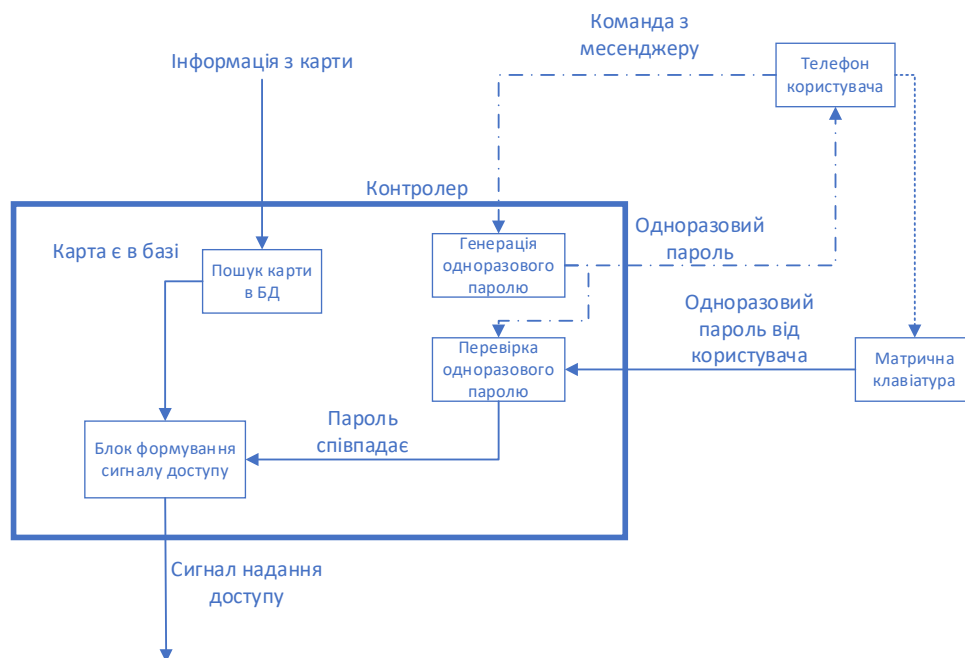 Команда з
месенджеру
Інформація з карти
Телефон
користувача
Контролер
Карта є в базі
Пошук карти
в БД
Генерація
одноразового
паролю
Одноразовий
пароль
Одноразовий
пароль від
користувача
Перевірка
одноразового
паролю
Матрична
клавіатура
Пароль
співпадає
Блок формування
сигналу доступу
Сигнал надання
доступу